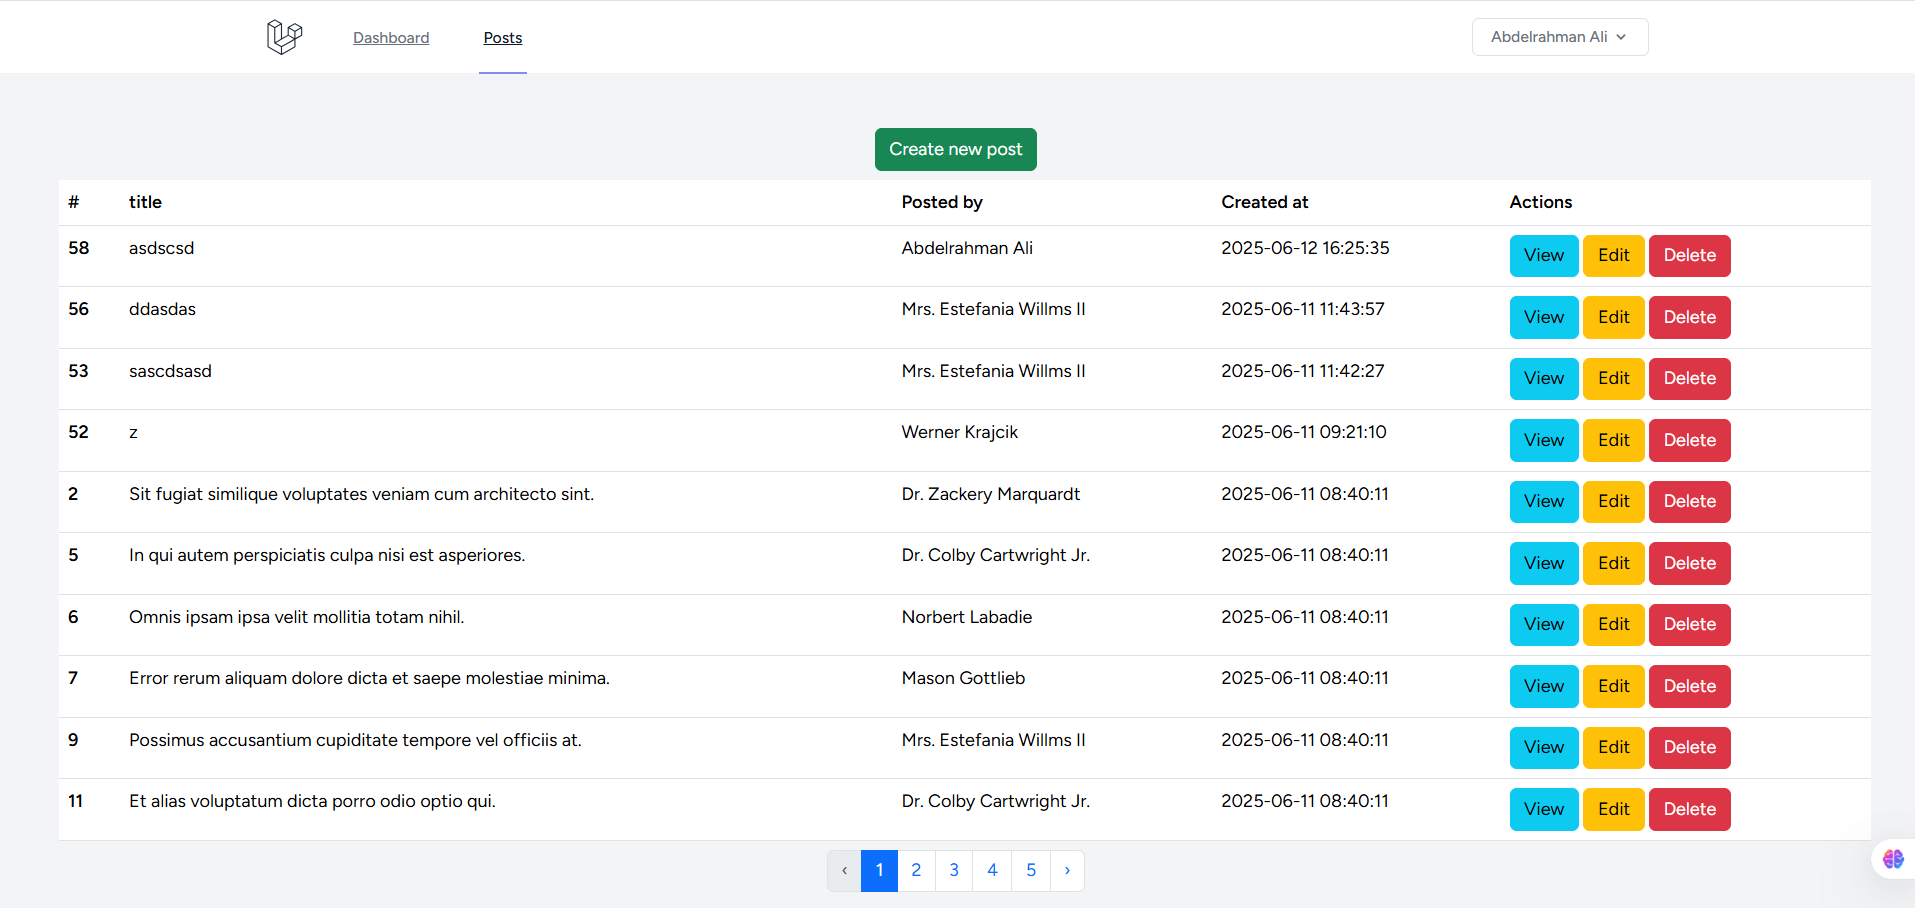 Dashboard Posts Abdelrahman Ali
Create new post
# title Posted by Created at Actions
58 asdscsd Abdelrahman Ali 2025-06-12 16:25:35 View Edit Delete
56 ddasdas Mrs. Estefania Willms II 2025-06-11 11:43:57 View Edit Delete
53 sascdsasd Mrs. Estefania Willms II 2025-06-11 11:42:27 View Edit Delete
52 z Werner Krajcik 2025-06-11 09:21:10 View Edit Delete
2 Sit fugiat similique voluptates veniam cum architecto sint. Dr. Zackery Marquardt 2025-06-11 08:40:11 View Edit Delete
5 In qui autem perspiciatis culpa nisi est asperiores. Dr. Colby Cartwright Jr. 2025-06-11 08:40:11 View Edit Delete
6 Omnis ipsam ipsa velit mollitia totam nihil. Norbert Labadie 2025-06-11 08:40:11 View Edit Delete
7 Error rerum aliquam dolore dicta et saepe molestiae minima. Mason Gottlieb 2025-06-11 08:40:11 View Edit Delete
9 Possimus accusantium cupiditate tempore vel officiis at. Mrs. Estefania Willms II 2025-06-11 08:40:11 View Edit Delete
11 Et alias voluptatum dicta porro odio optio qui. Dr. Colby Cartwright Jr. 2025-06-11 08:40:11 View Edit Delete
‹ 1 2 3 4 5 ›